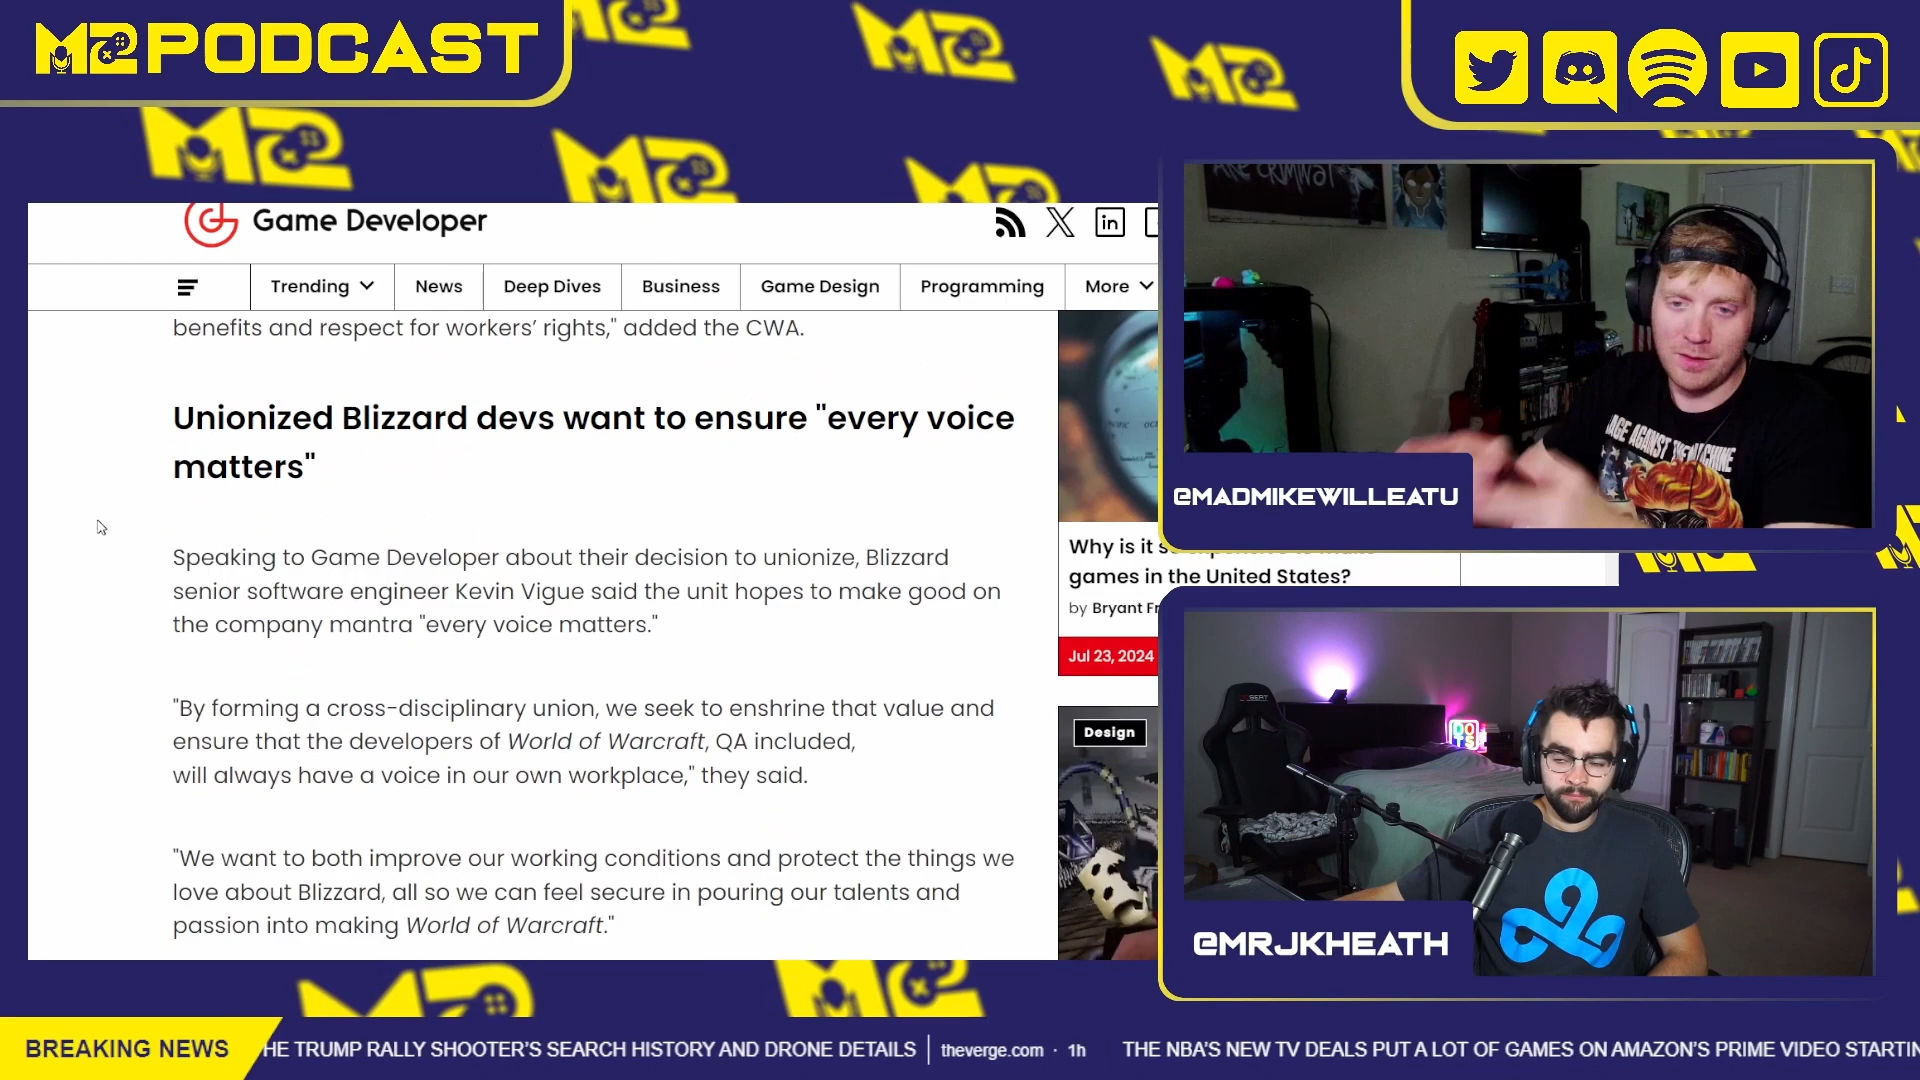 M2 PODCAST
Game Developer
Trending
News
Deep Dives
Business
Game Design
Programming
More
benefits and respect for workers’ rights," added the CWA.
Unionized Blizzard devs want to ensure "every voice
matters"
Speaking to Game Developer about their decision to unionize, Blizzard
senior software engineer Kevin Vigue said the unit hopes to make good on
the company mantra "every voice matters."
"By forming a cross-disciplinary union, we seek to enshrine that value and
ensure that the developers of World of Warcraft, QA included,
will always have a voice in our own workplace," they said.
"We want to both improve our working conditions and protect the things we
love about Blizzard, all so we can feel secure in pouring our talents and
passion into making World of Warcraft."
Why is it
games in the United States?
by Bryant
Jul 23, 2024
Design
ARE CRIMINAL
AGE AGAINST THE MACHINE
@MADMIKEWILLEATU
@MRJKHEATH
BREAKING NEWS
HE TRUMP RALLY SHOOTER’S SEARCH HISTORY AND DRONE DETAILS
theverge.com · 1h
THE NBA’S NEW TV DEALS PUT A LOT OF GAMES ON AMAZON’S PRIME VIDEO STARTIN